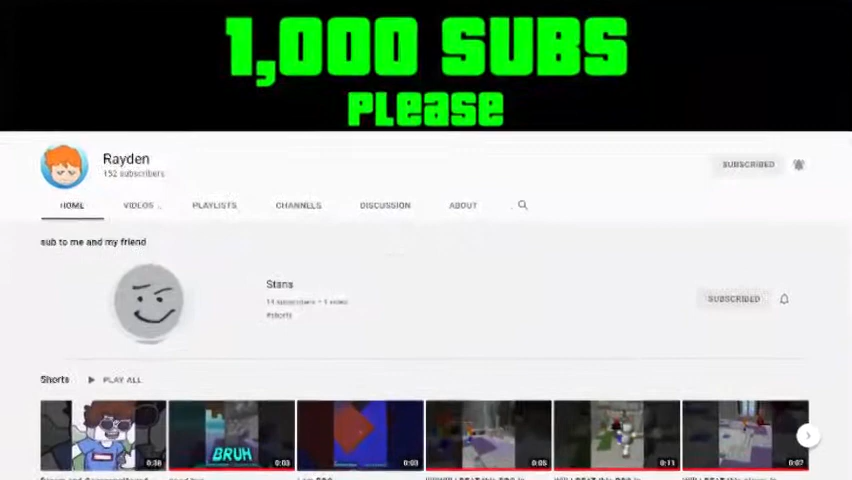 1,000 SUBS
PLease
Rayden
152 subscribers
SUBSCRIBED
HOME
VIDEOS
PLAYLISTS
CHANNELS
DISCUSSION
ABOUT
sub to me and my friend
Stans
#shorts
SUBSCRIBED
Shorts
PLAY ALL
BRUH
0:38
0:03
0:03
0:05
0:11
0:07